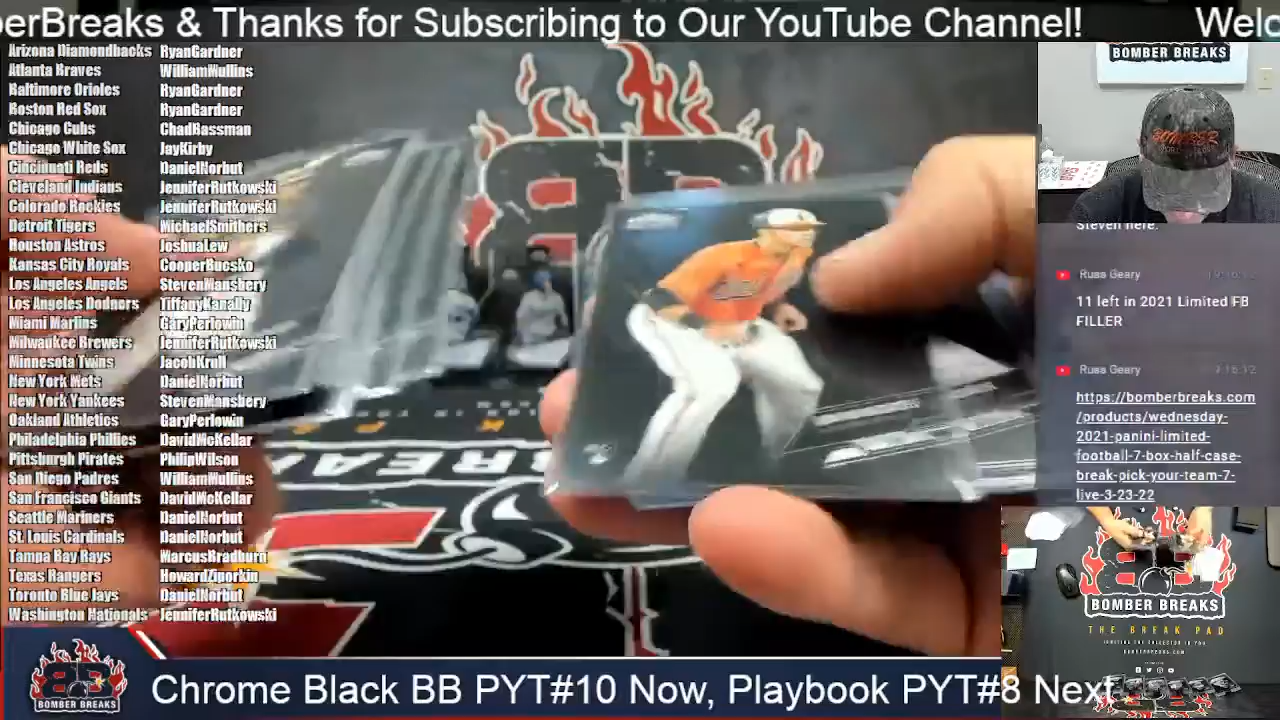 perBreaks & Thanks for Subscribing to Our YouTube Channel! Welc
Arizona Diamondbacks RyanGardner
Atlanta Braves WilliamMullins
Baltimore Orioles RyanGardner
Boston Red Sox RyanGardner
Chicago Cubs ChadBassman
Chicago White Sox JayKirby
Cincinnati Reds DanielNorbut
Cleveland Indians JenniferRutkowski
Colorado Rockies JenniferRutkowski
Detroit Tigers MichaelSmithers
Houston Astros JoshuaLew
Kansas City Royals CooperBucsko
Los Angeles Angels StevenMansbery
Los Angeles Dodgers TiffanyKanally
Miami Marlins GaryPerlowin
Milwaukee Brewers JenniferRutkowski
Minnesota Twins JacobKrull
New York Mets DanielNorbut
New York Yankees StevenMansbery
Oakland Athletics GaryPerlowin
Philadelphia Phillies DavidMcKellar
Pittsburgh Pirates PhilipWilson
San Diego Padres WilliamMullins
San Francisco Giants DavidMcKellar
Seattle Mariners DanielNorbut
St. Louis Cardinals DanielNorbut
Tampa Bay Rays MarcusBradburn
Texas Rangers HowardZiporkin
Toronto Blue Jays DanielNorbut
Washington Nationals JenniferRutkowski
BREAK
BOMBER BREAKS
BOMBER
Steven here.
Russ Geary
11 left in 2021 Limited FB
FILLER
Russ Geary
https://bomberbreaks.com
/products/wednesday-
2021-panini-limited-
football-7-box-half-case-
break-pick-your-team-7-
live-3-23-22
BOMBER BREAKS
THE BREAK PAD
BOMBER BREAKS
Chrome Black BB PYT#10 Now, Playbook PYT#8 Next